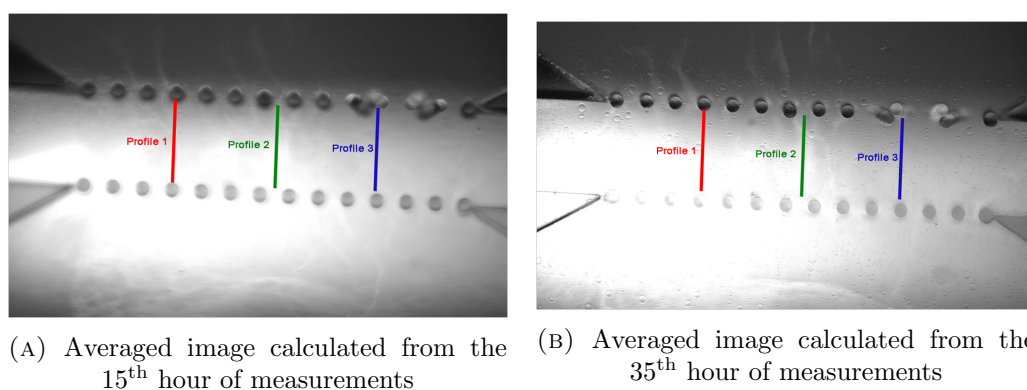 Profile 1
Profile 2
Profile 3
Profile 1
Profile 2
Profile 3
(A) Averaged image calculated from the
15th hour of measurements
(B) Averaged image calculated from the
35th hour of measurements